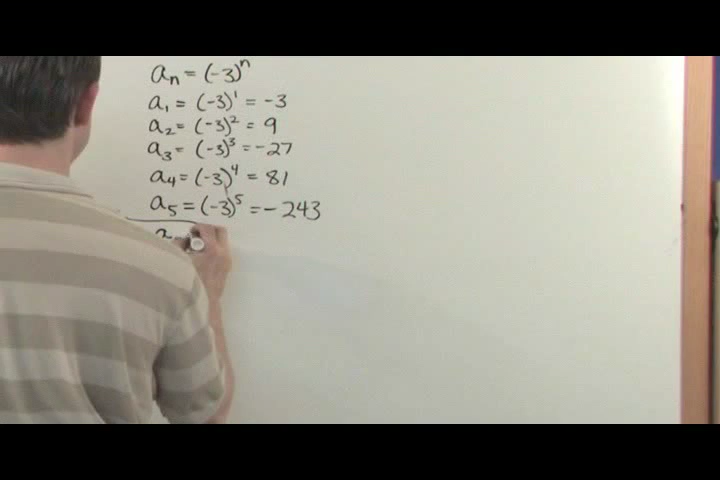 aₙ = (-3)ⁿ
a₁ = (-3)¹ = -3
a₂ = (-3)² = 9
a₃ = (-3)³ = -27
a₄ = (-3)⁴ = 81
a₅ = (-3)⁵ = -243
a